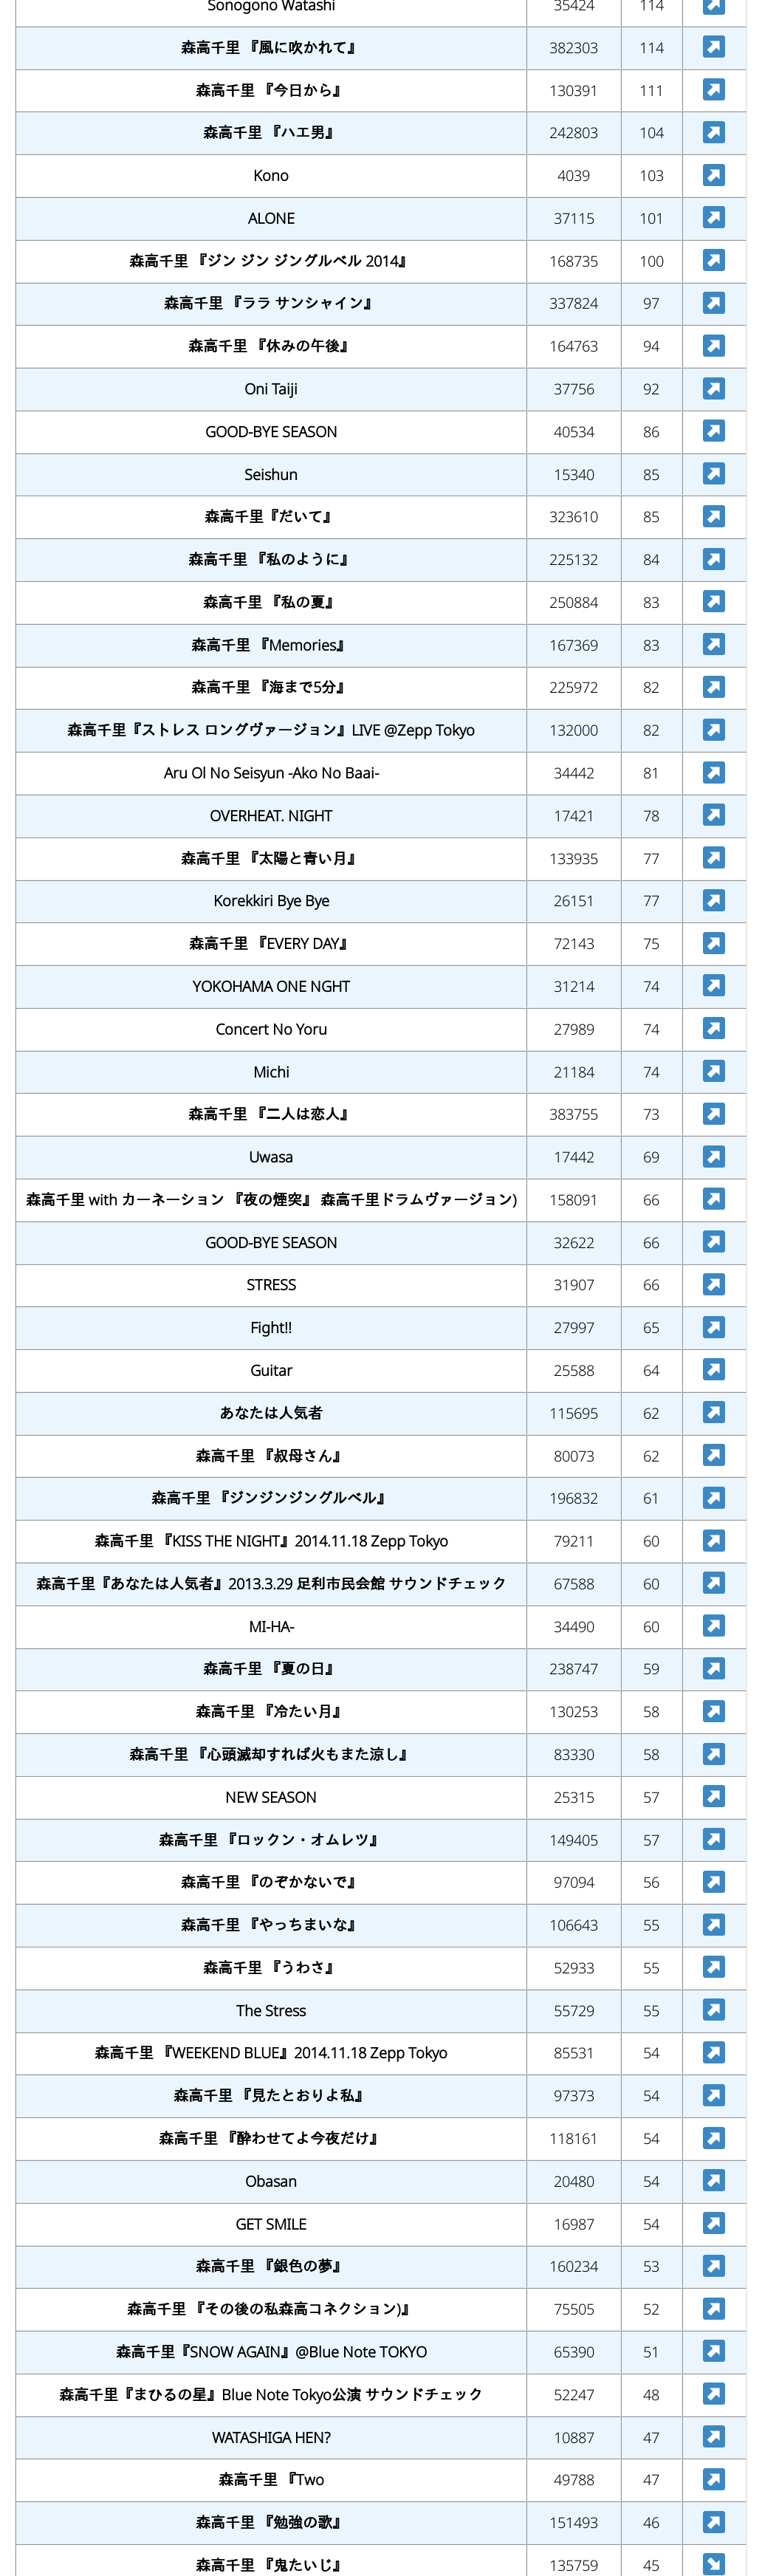 Sonogono Watashi 35424 114
森高千里 『風に吹かれて』 382303 114
森高千里 『今日から』 130391 111
森高千里 『ハエ男』 242803 104
Kono 4039 103
ALONE 37115 101
森高千里 『ジン ジン ジングルベル 2014』 168735 100
森高千里 『ララ サンシャイン』 337824 97
森高千里 『休みの午後』 164763 94
Oni Taiji 37756 92
GOOD-BYE SEASON 40534 86
Seishun 15340 85
森高千里『だいて』 323610 85
森高千里 『私のように』 225132 84
森高千里 『私の夏』 250884 83
森高千里 『Memories』 167369 83
森高千里 『海まで5分』 225972 82
森高千里『ストレス ロングヴァージョン』LIVE @Zepp Tokyo 132000 82
Aru Ol No Seisyun -Ako No Baai- 34442 81
OVERHEAT. NIGHT 17421 78
森高千里 『太陽と青い月』 133935 77
Korekkiri Bye Bye 26151 77
森高千里 『EVERY DAY』 72143 75
YOKOHAMA ONE NGHT 31214 74
Concert No Yoru 27989 74
Michi 21184 74
森高千里 『二人は恋人』 383755 73
Uwasa 17442 69
森高千里 with カーネーション 『夜の煙突』 森高千里ドラムヴァージョン) 158091 66
GOOD-BYE SEASON 32622 66
STRESS 31907 66
Fight!! 27997 65
Guitar 25588 64
あなたは人気者 115695 62
森高千里 『叔母さん』 80073 62
森高千里 『ジンジンジングルベル』 196832 61
森高千里 『KISS THE NIGHT』2014.11.18 Zepp Tokyo 79211 60
森高千里『あなたは人気者』2013.3.29 足利市民会館 サウンドチェック 67588 60
MI-HA- 34490 60
森高千里 『夏の日』 238747 59
森高千里 『冷たい月』 130253 58
森高千里 『心頭滅却すれば火もまた涼し』 83330 58
NEW SEASON 25315 57
森高千里 『ロックン・オムレツ』 149405 57
森高千里 『のぞかないで』 97094 56
森高千里 『やっちまいな』 106643 55
森高千里 『うわさ』 52933 55
The Stress 55729 55
森高千里 『WEEKEND BLUE』2014.11.18 Zepp Tokyo 85531 54
森高千里 『見たとおりよ私』 97373 54
森高千里 『酔わせてよ今夜だけ』 118161 54
Obasan 20480 54
GET SMILE 16987 54
森高千里 『銀色の夢』 160234 53
森高千里 『その後の私森高コネクション)』 75505 52
森高千里『SNOW AGAIN』@Blue Note TOKYO 65390 51
森高千里『まひるの星』Blue Note Tokyo公演 サウンドチェック 52247 48
WATASHIGA HEN? 10887 47
森高千里 『Two 49788 47
森高千里 『勉強の歌』 151493 46
森高千里 『鬼たいじ』 135759 45